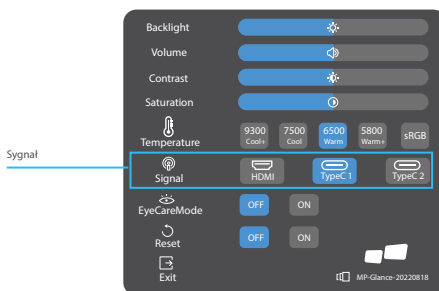 Backlight
Volume
Contrast
Saturation
Temperature
9300 Cool+
7500 Cool
6500 Warm
5800 Warm+
sRGB
Sygnał
Signal
HDMI
TypeC 1
TypeC 2
EyeCareMode
OFF ON
Reset
OFF ON
Exit
MP-Glance-20220818